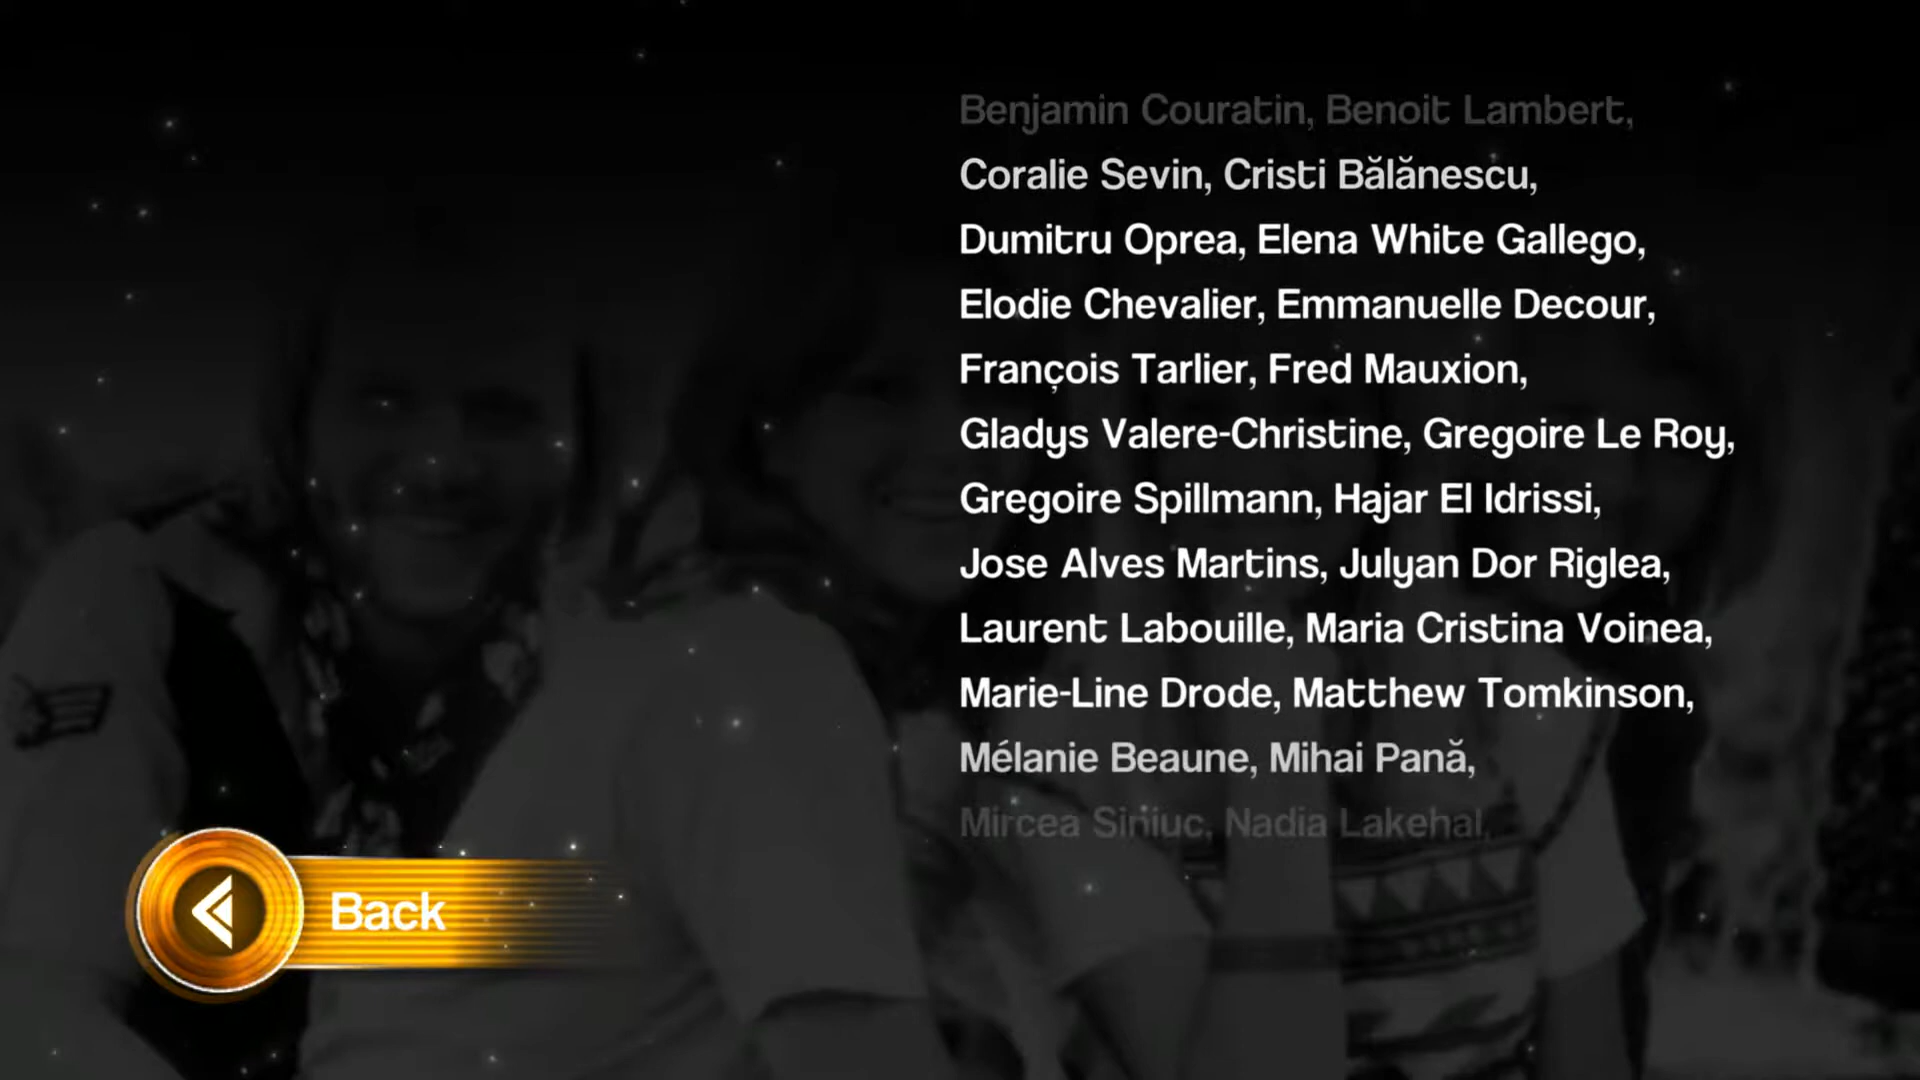 Benjamin Couratin, Benoit Lambert,
Coralie Sevin, Cristi Bălănescu,
Dumitru Oprea, Elena White Gallego,
Elodie Chevalier, Emmanuelle Decour,
François Tarlier, Fred Mauxion,
Gladys Valere-Christine, Gregoire Le Roy,
Gregoire Spillmann, Hajar El Idrissi,
Jose Alves Martins, Julyan Dor Riglea,
Laurent Labouille, Maria Cristina Voinea,
Marie-Line Drode, Matthew Tomkinson,
Mélanie Beaune, Mihai Pană,
Mircea Siriiuc, Nadia Lakehal,
Back